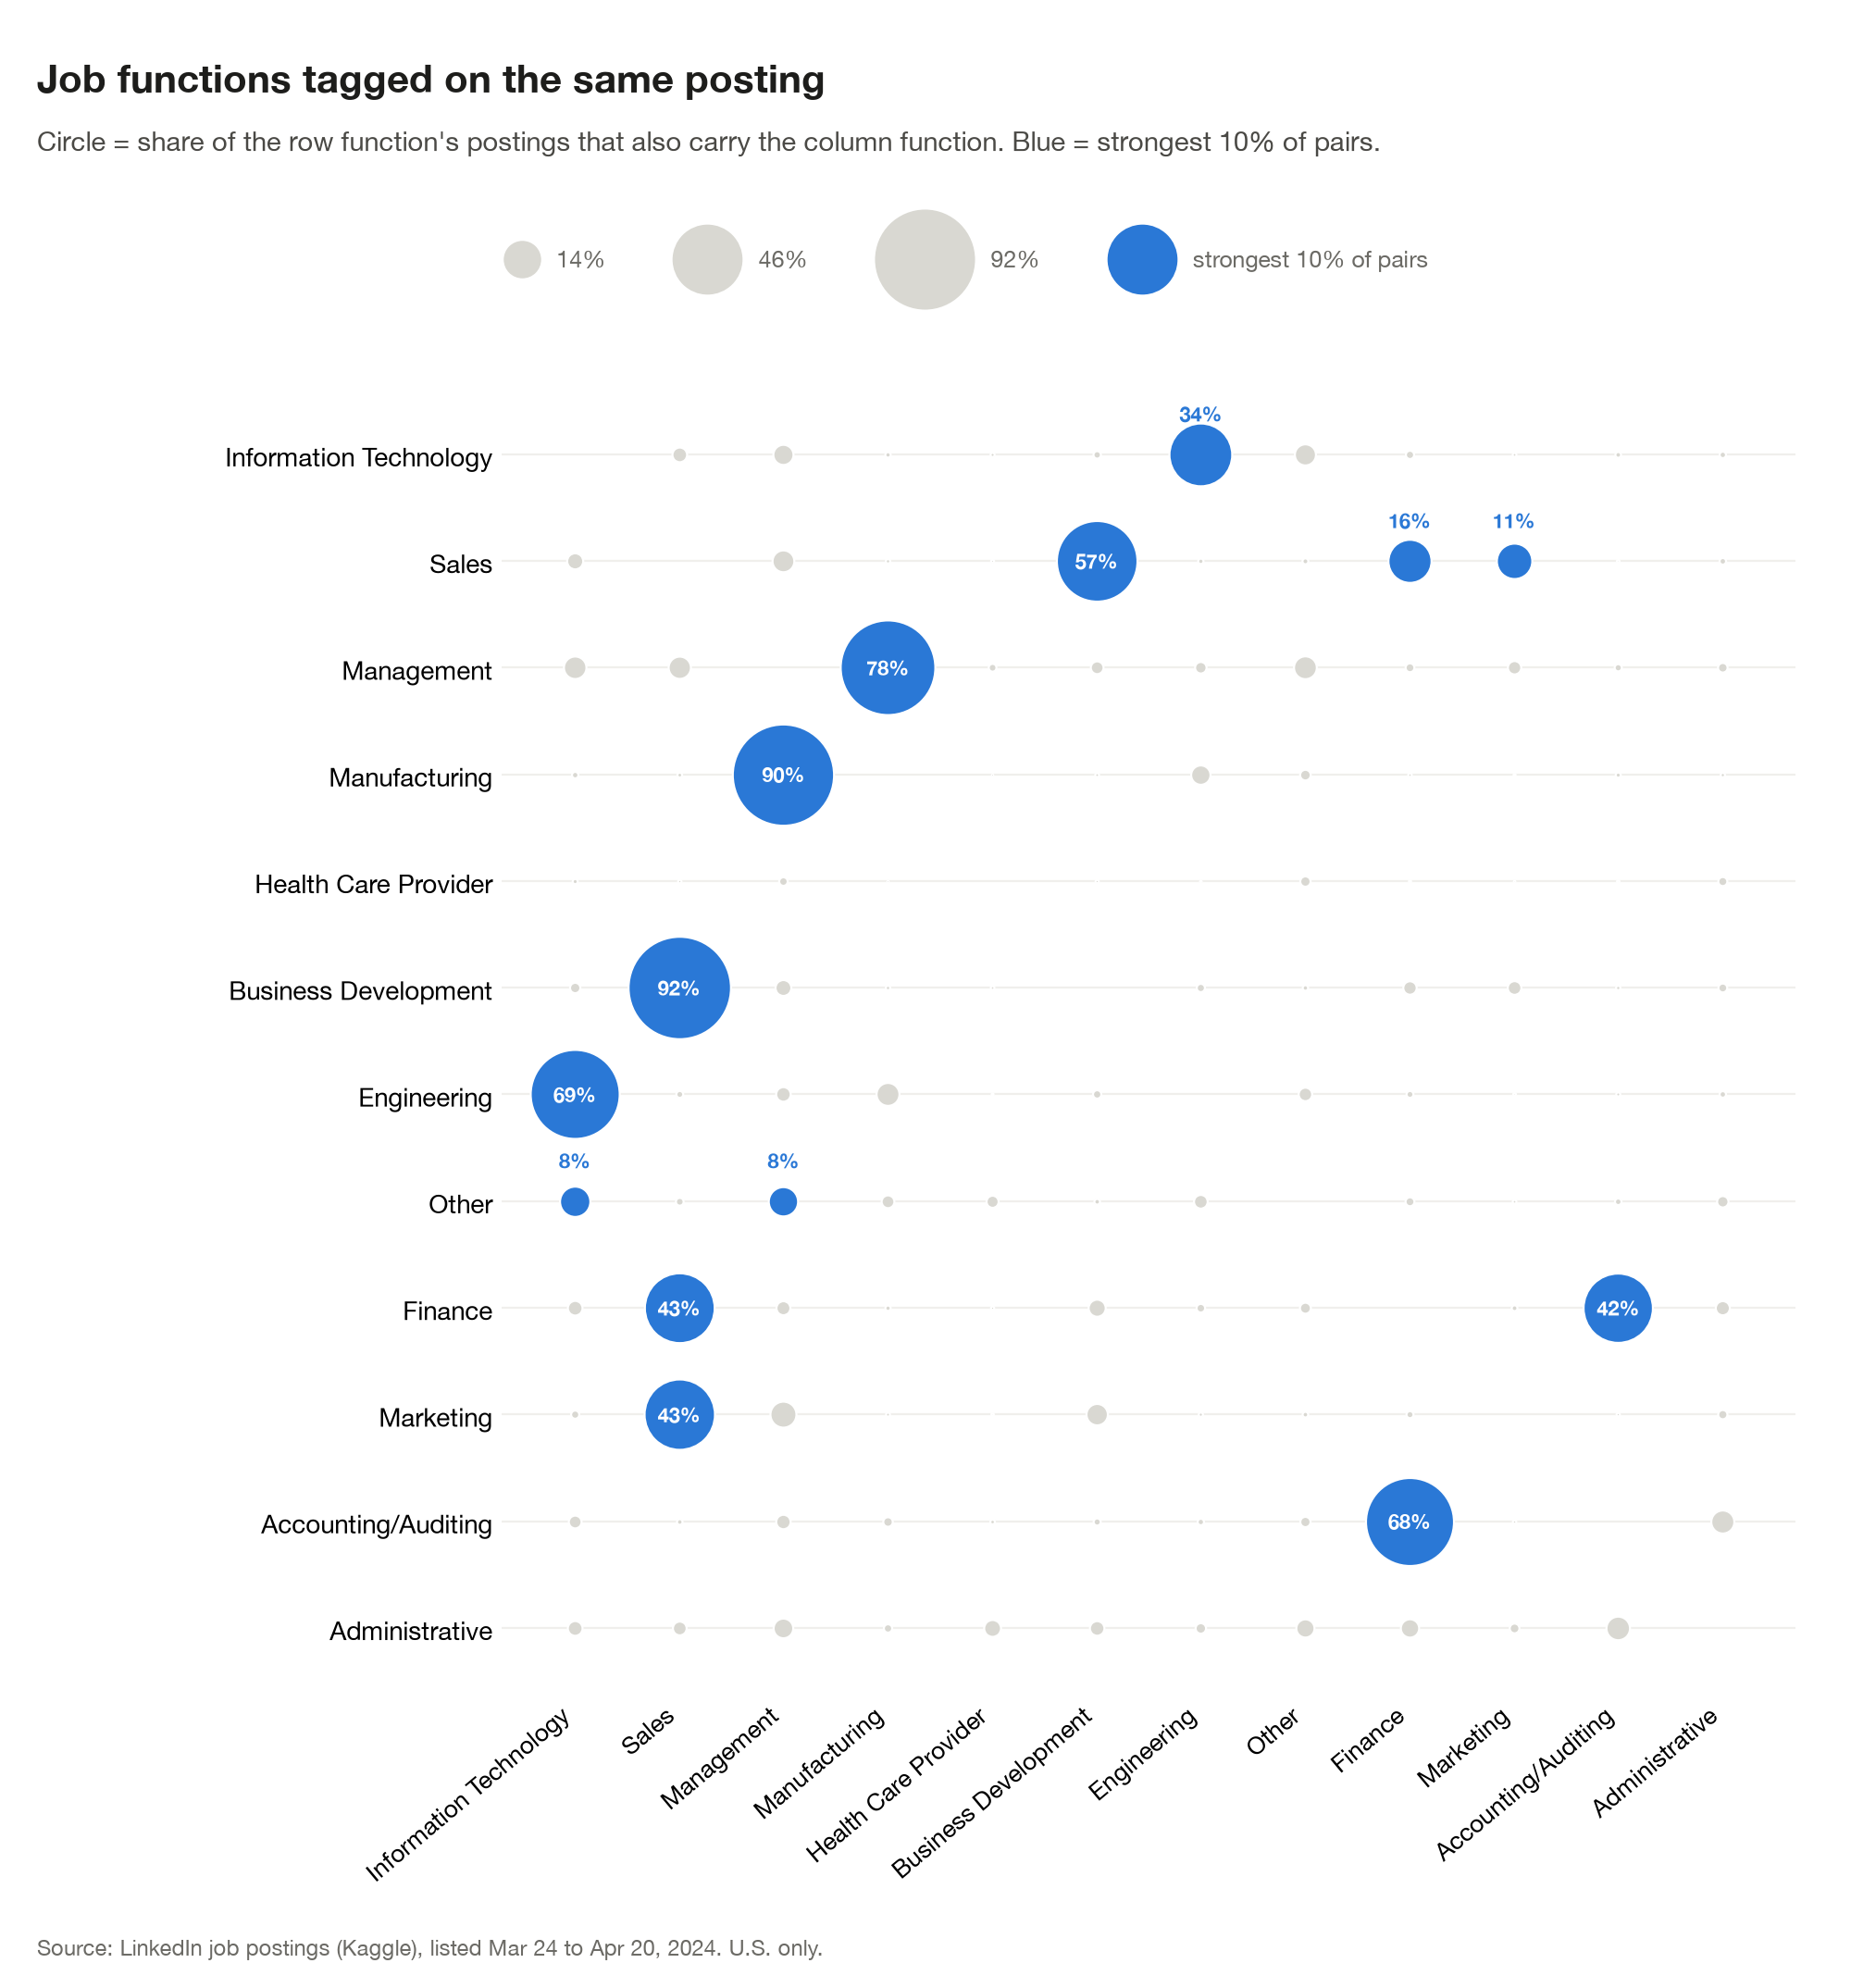 Job functions tagged on the same posting
Circle = share of the row function's postings that also carry the column function. Blue = strongest 10% of pairs.
14%
46%
92%
strongest 10% of pairs
34%
Information Technology
16%
11%
Sales
57%
Management
78%
Manufacturing
90%
Health Care Provider
Business Development
92%
Engineering
69%
8%
8%
Other
Finance
43%
42%
Marketing
43%
Accounting/Auditing
68%
Administrative
Information Technology
Sales
Management
Manufacturing
Health Care Provider
Business Development
Engineering
Other
Finance
Marketing
Accounting/Auditing
Administrative
Source: LinkedIn job postings (Kaggle), listed Mar 24 to Apr 20, 2024. U.S. only.